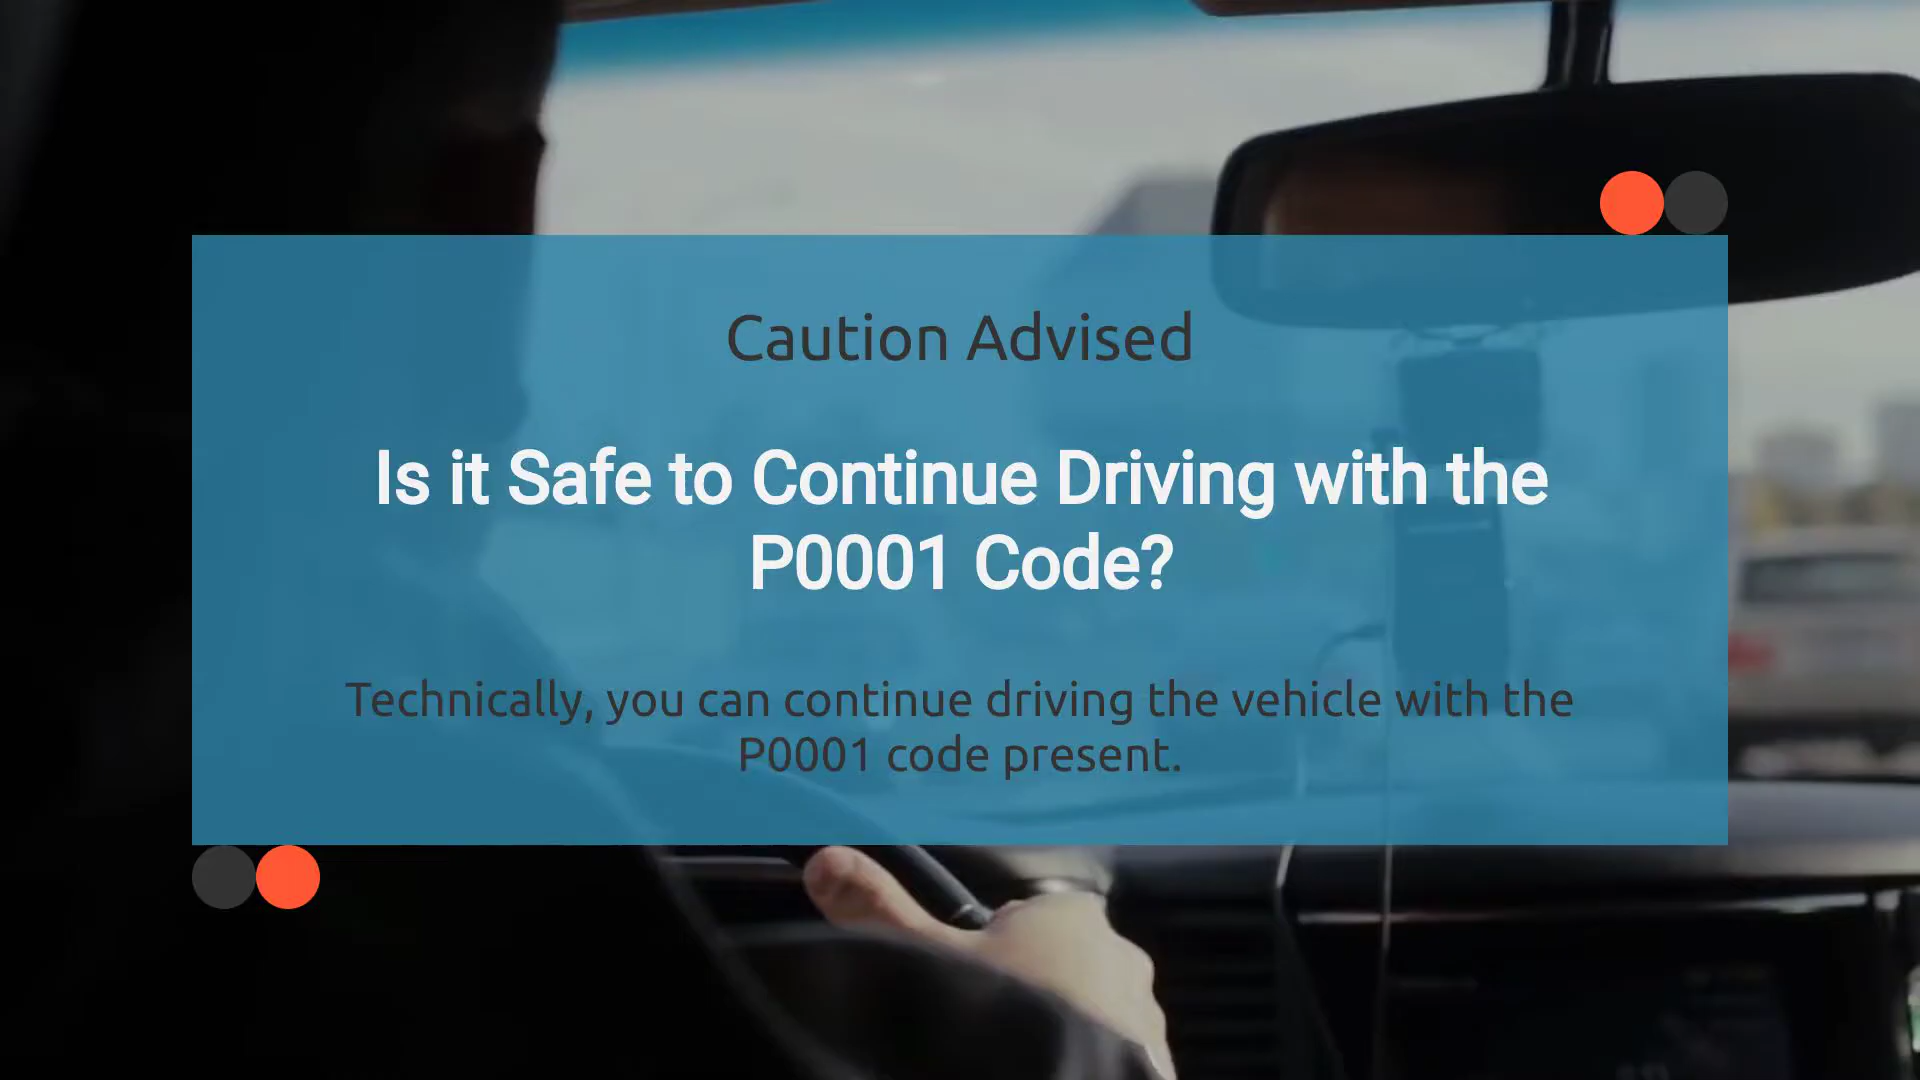 Caution Advised
Is it Safe to Continue Driving with the
P0001 Code?
Technically, you can continue driving the vehicle with the
P0001 code present.